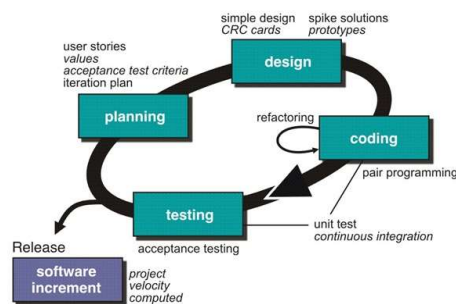 simple design
CRC cards
spike solutions
prototypes
user stories
values
acceptance test criteria
iteration plan
design
planning
refactoring
coding
pair programming
testing
unit test
continuous integration
acceptance testing
Release
software
increment
project
velocity
computed